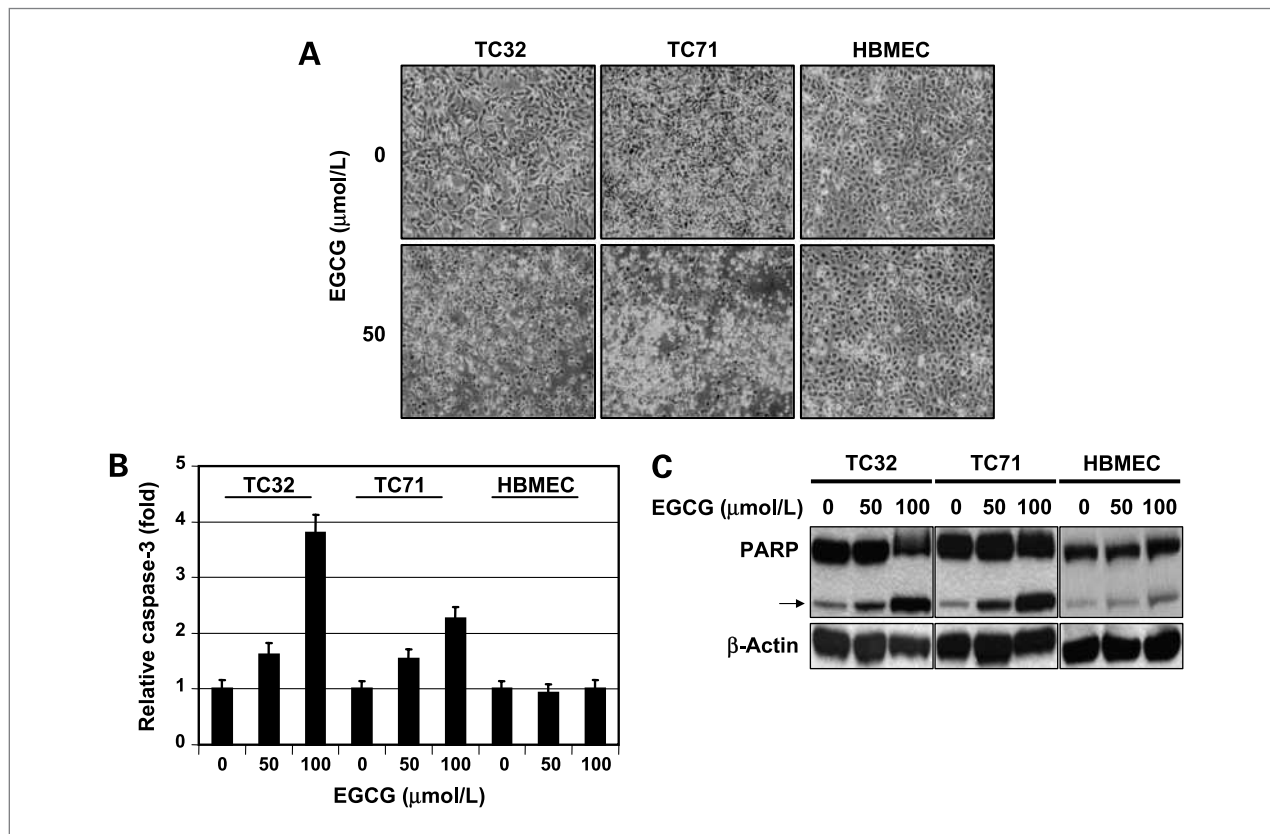 A
TC32 TC71 HBMEC
EGCG (μmol/L)
0
50
B
Relative caspase-3 (fold)
5
4
3
2
1
0
TC32 TC71 HBMEC
0 50 100 0 50 100 0 50 100
EGCG (μmol/L)
C
TC32 TC71 HBMEC
EGCG (μmol/L) 0 50 100 0 50 100 0 50 100
PARP
β-Actin